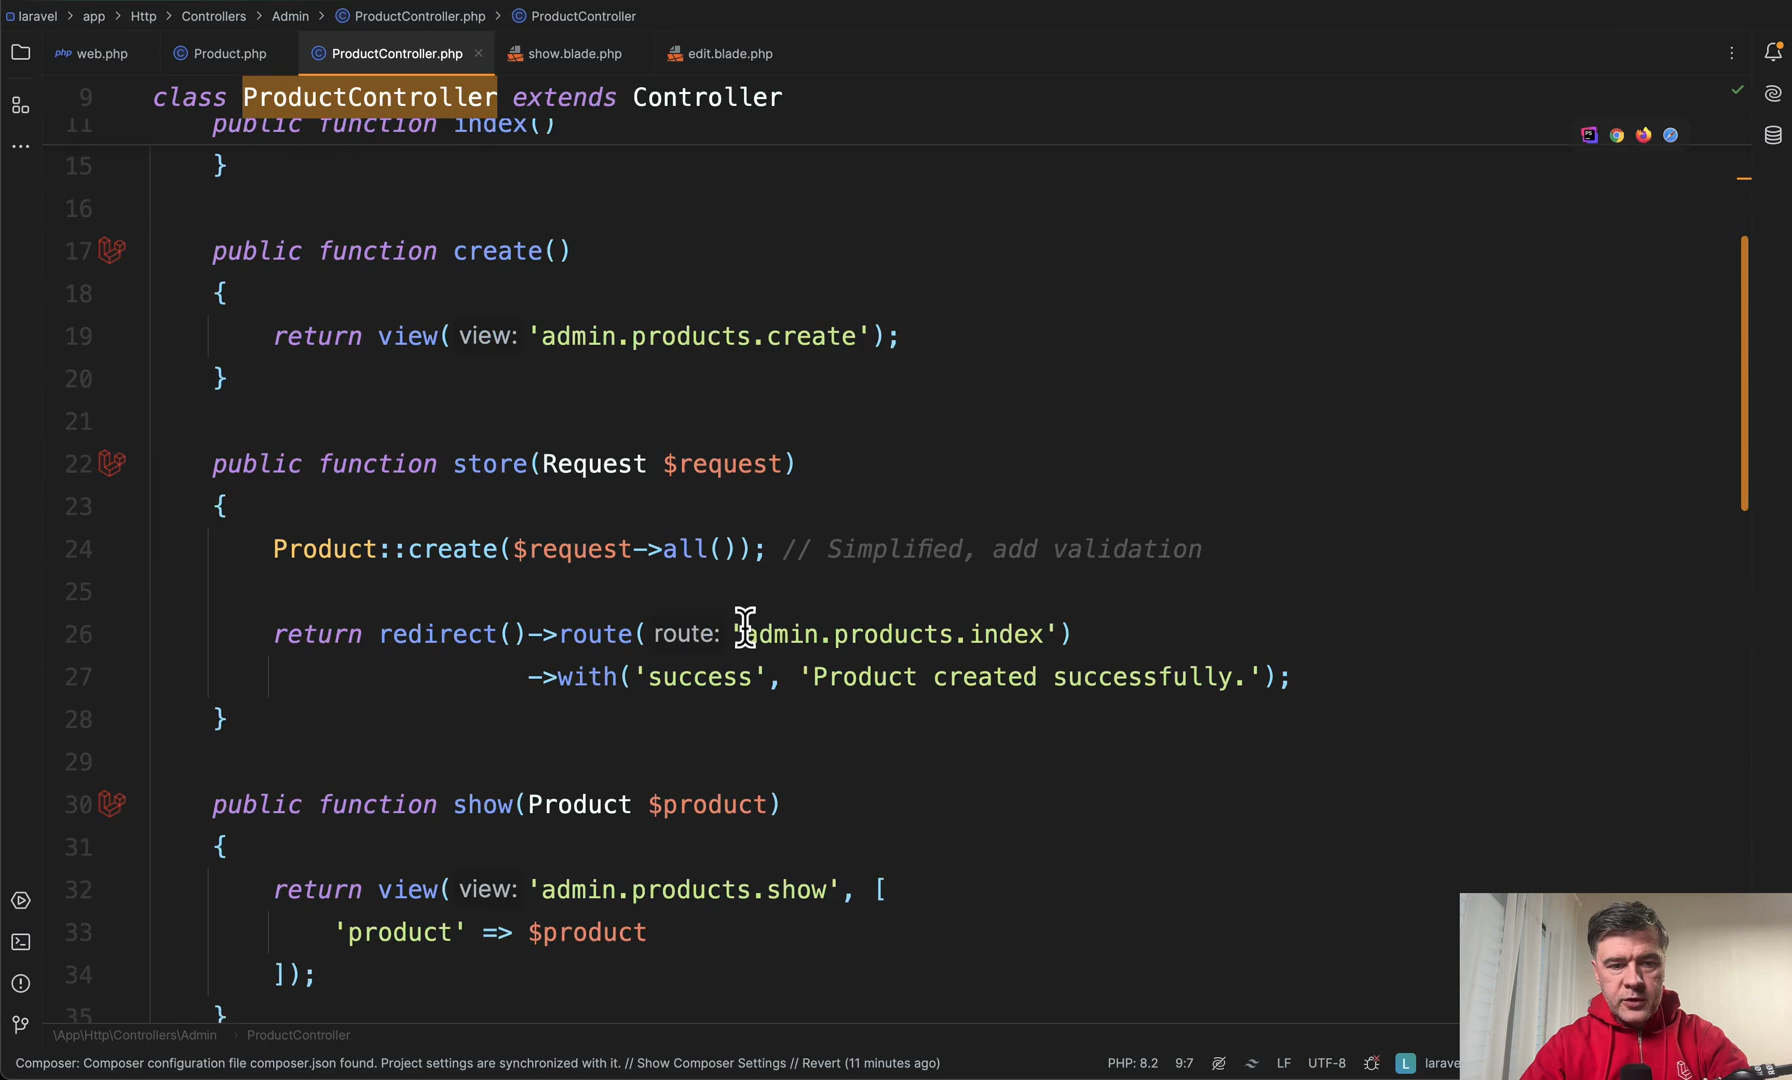 laravel > app > Http > Controllers > Admin > ProductController.php > ProductController
php web.php Product.php ProductController.php × show.blade.php edit.blade.php
9 class ProductController extends Controller
11 public function index()
15 }
16
17 public function create()
18 {
19 return view( view: 'admin.products.create');
20 }
21
22 public function store(Request $request)
23 {
24 Product::create($request->all()); // Simplified, add validation
25
26 return redirect()->route( route: 'admin.products.index')
27 ->with('success', 'Product created successfully.');
28 }
29
30 public function show(Product $product)
31 {
32 return view( view: 'admin.products.show', [
33 'product' => $product
34 ]);
35 }
\App\Http\Controllers\Admin > ProductController
Composer: Composer configuration file composer.json found. Project settings are synchronized with it. // Show Composer Settings // Revert (11 minutes ago) PHP: 8.2 9:7 LF UTF-8 L larave